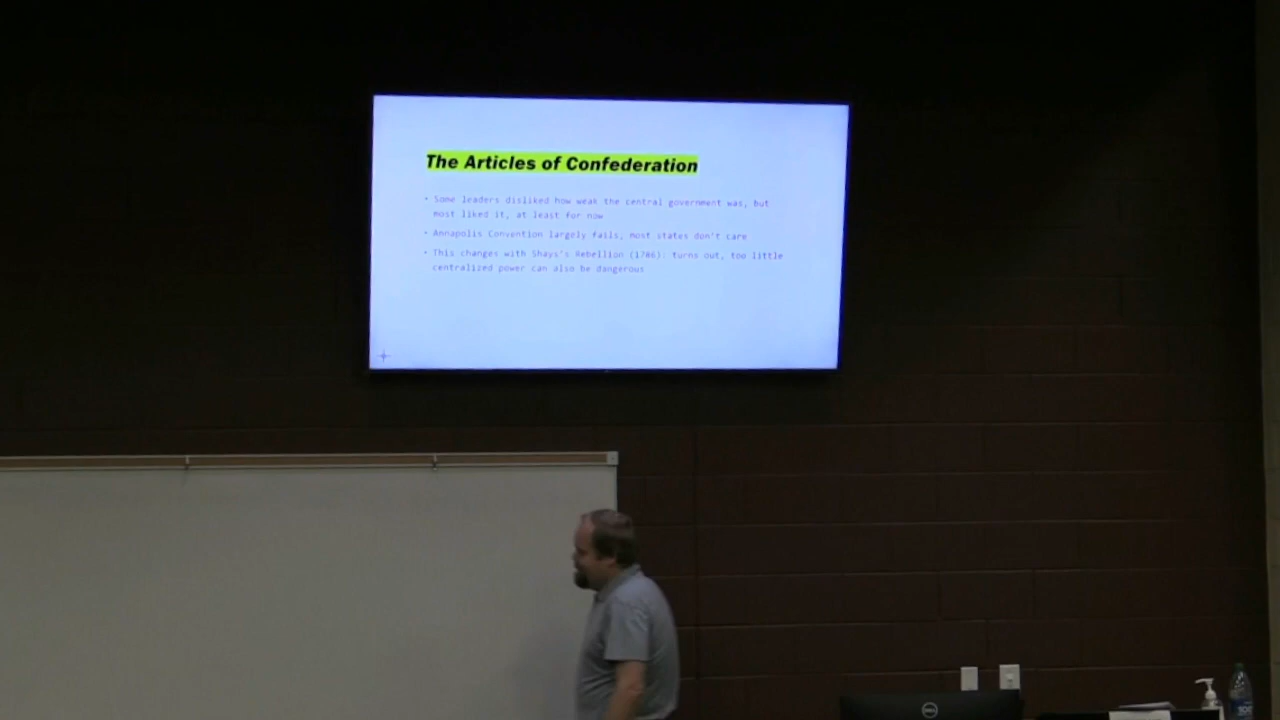 The Articles of Confederation
• Some leaders disliked how weak the central government was, but
most liked it, at least for now
• Annapolis Convention largely fails, most states don't care
• This changes with Shays's Rebellion (1786): turns out, too little
centralized power can also be dangerous
DELL